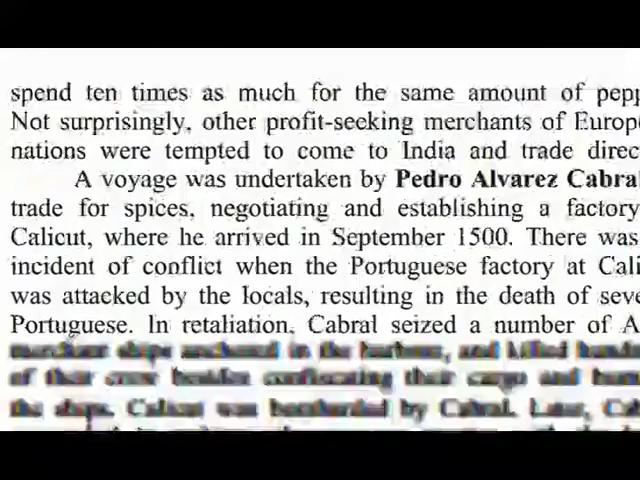 spend ten times as much for the same amount of pepp
Not surprisingly, other profit-seeking merchants of Europ
nations were tempted to come to India and trade direc
A voyage was undertaken by Pedro Alvarez Cabral
trade for spices, negotiating and establishing a factory
Calicut, where he arrived in September 1500. There was
incident of conflict when the Portuguese factory at Cali
was attacked by the locals, resulting in the death of seve
Portuguese. In retaliation, Cabral seized a number of A
merchant ships anchored in the harbour, and killed
of their crew besides confiscating their cargo and
the ships. Calicut was bombarded by Cabral. Later,